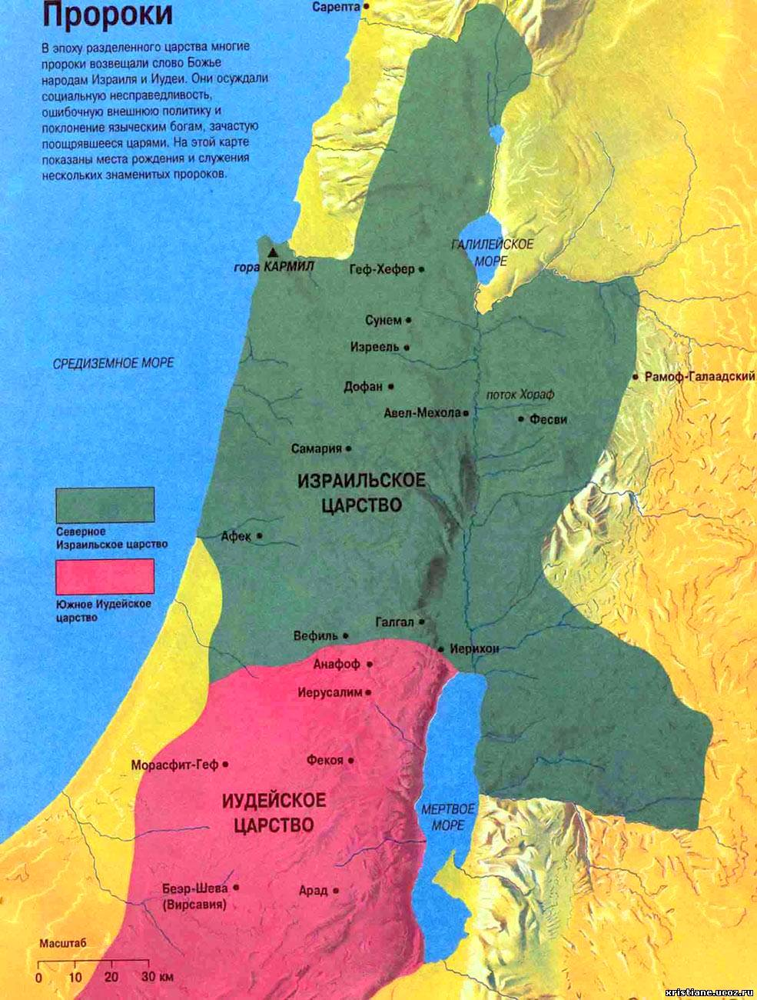 Пророки
В эпоху разделенного царства многие
пророки возвещали слово Божье
народам Израиля и Иудеи. Они осуждали
социальную несправедливость,
ошибочную внешнюю политику и
поклонение языческим богам, зачастую
поощрявшееся царями. На этой карте
показаны места рождения и служения
нескольких знаменитых пророков.
Сарепта
ГАЛИЛЕЙСКОЕ
МОРЕ
гора КАРМИЛ
Геф-Хефер
Сунем
Изреель
СРЕДИЗЕМНОЕ МОРЕ
Рамоф-Галаадский
Дофан
поток Хораф
Авел-Мехола
Фесви
Самария
ИЗРАИЛЬСКОЕ
ЦАРСТВО
Северное
Израильское царство
Афек
Южное Иудейское
царство
Галгал
Вефиль
Иерихон
Анафоф
Иерусалим
Морасфит-Геф
Фекоя
ИУДЕЙСКОЕ
ЦАРСТВО
МЕРТВОЕ
МОРЕ
Беэр-Шева
(Вирсавия)
Арад
Масштаб
0 10 20 30 км
xristiane.ucoz.ru